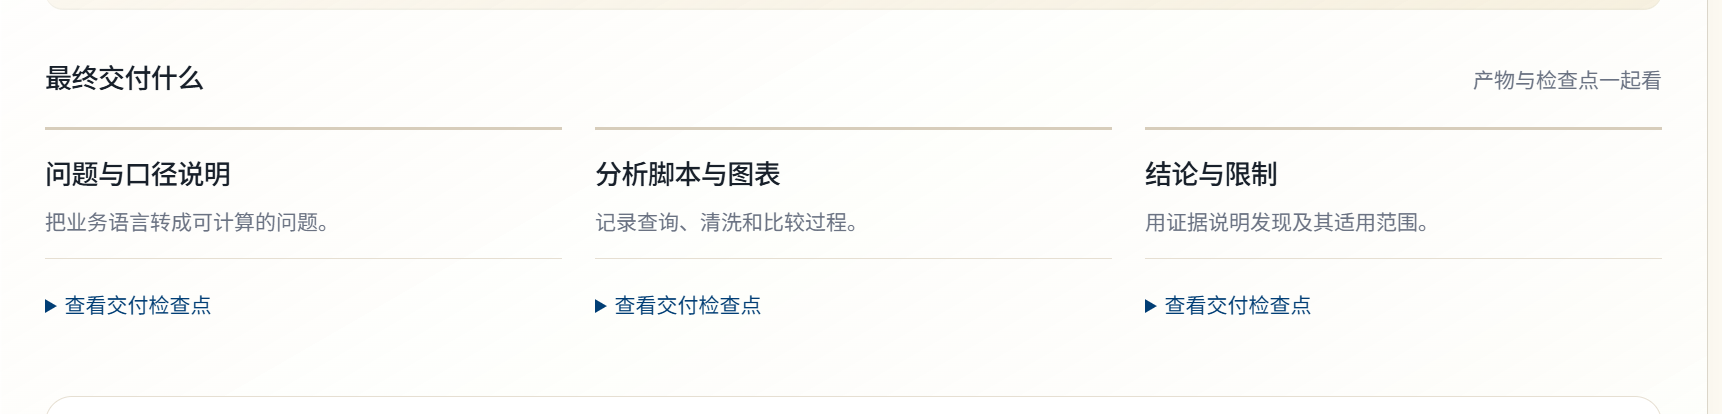 最终交付什么
产物与检查点一起看
问题与口径说明
把业务语言转成可计算的问题。
▶ 查看交付检查点
分析脚本与图表
记录查询、清洗和比较过程。
▶ 查看交付检查点
结论与限制
用证据说明发现及其适用范围。
▶ 查看交付检查点